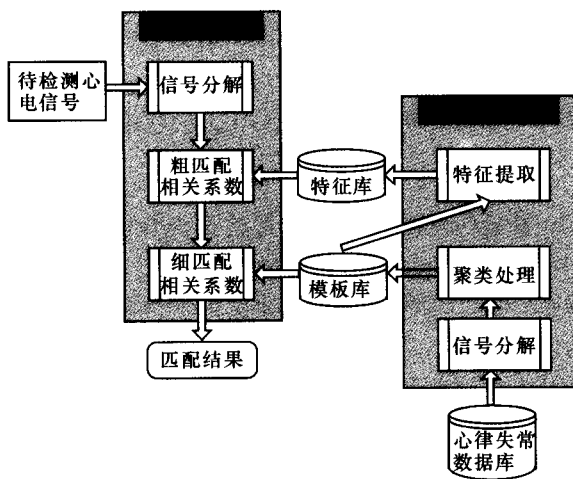 待检测心
电信号
信号分解
粗匹配
相关系数
细匹配
相关系数
匹配结果
特征库
模板库
特征提取
聚类处理
信号分解
心律失常
数据库